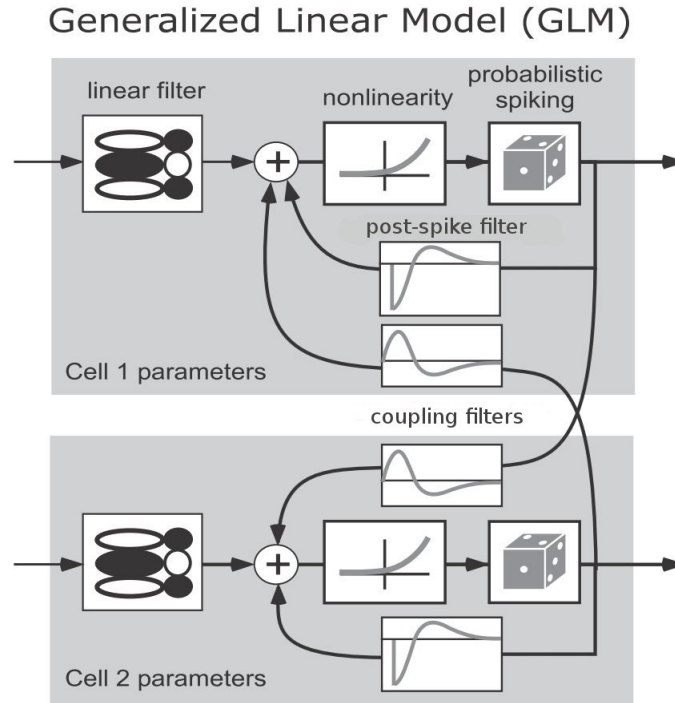 Generalized Linear Model (GLM)
linear filter
nonlinearity
probabilistic
spiking
+
post-spike filter
Cell 1 parameters
coupling filters
+
Cell 2 parameters